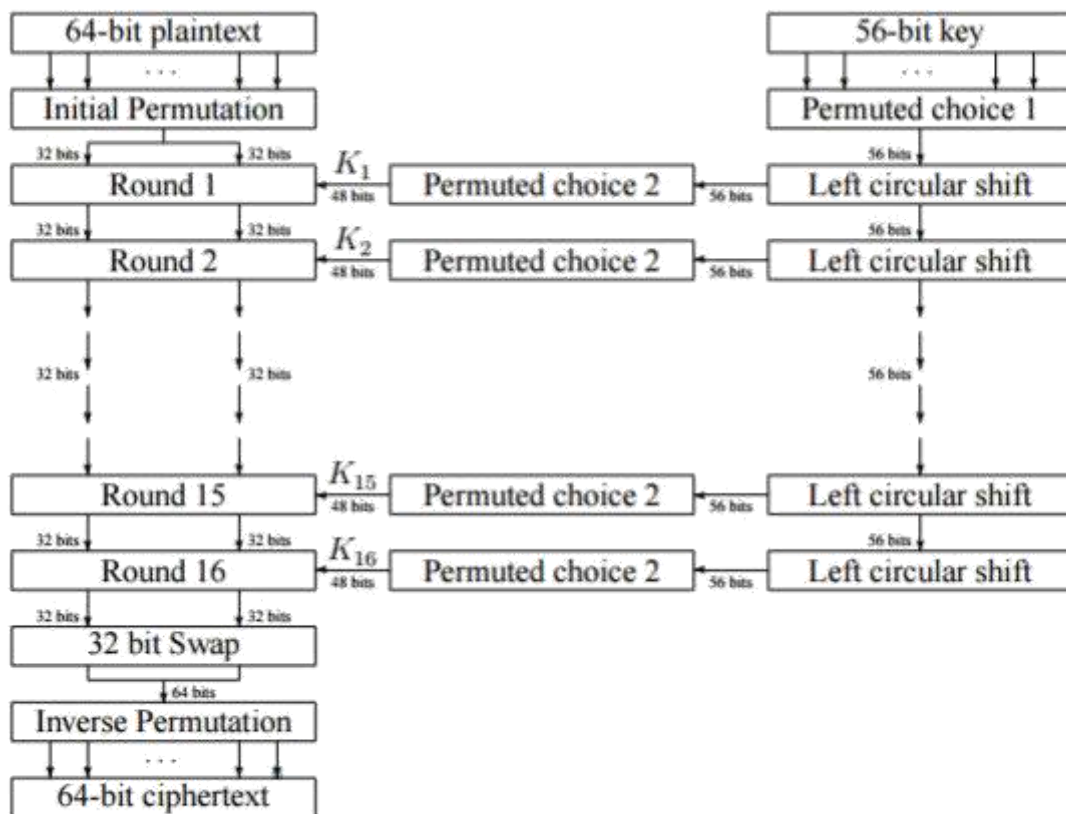 64-bit plaintext 56-bit key
. . . . . .
Initial Permutation Permuted choice 1
32 bits 32 bits 56 bits
Round 1 K1 48 bits Permuted choice 2 56 bits Left circular shift
32 bits 32 bits 56 bits
Round 2 K2 48 bits Permuted choice 2 56 bits Left circular shift
32 bits 32 bits 56 bits
Round 15 K15 48 bits Permuted choice 2 56 bits Left circular shift
32 bits 32 bits 56 bits
Round 16 K16 48 bits Permuted choice 2 56 bits Left circular shift
32 bits 32 bits
32 bit Swap
64 bits
Inverse Permutation
. . .
64-bit ciphertext